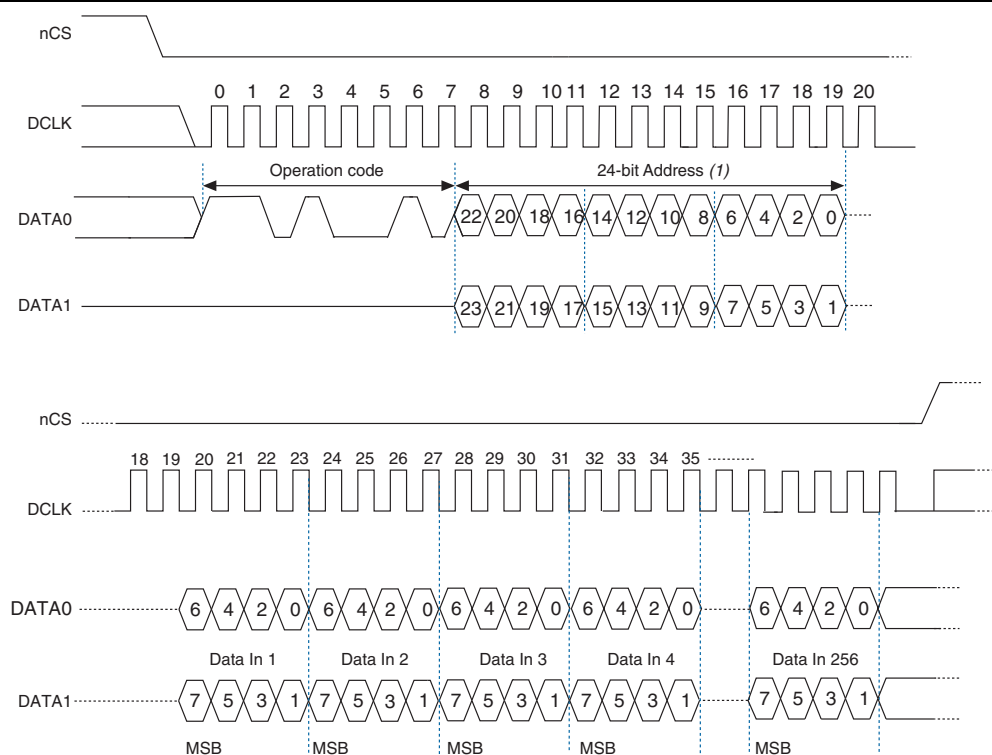 nCS
0 1 2 3 4 5 6 7 8 9 10 11 12 13 14 15 16 17 18 19 20
DCLK
Operation code 24-bit Address (1)
DATA0 22 20 18 16 14 12 10 8 6 4 2 0
DATA1 23 21 19 17 15 13 11 9 7 5 3 1
nCS
18 19 20 21 22 23 24 25 26 27 28 29 30 31 32 33 34 35
DCLK
DATA0 6 4 2 0 6 4 2 0 6 4 2 0 6 4 2 0 6 4 2 0
Data In 1 Data In 2 Data In 3 Data In 4 Data In 256
DATA1 7 5 3 1 7 5 3 1 7 5 3 1 7 5 3 1 7 5 3 1
MSB MSB MSB MSB MSB